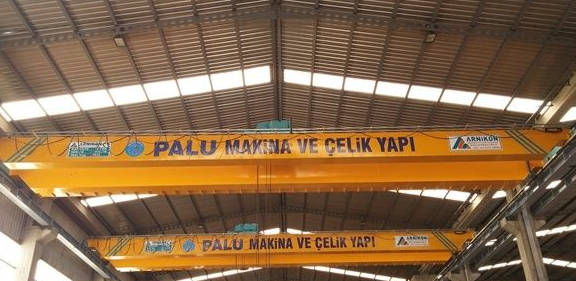 PALU MAKİNA VE ÇELİK YAPI
ARNİKON
PALU MAKİNA VE ÇELİK YAPI
ARNİKON